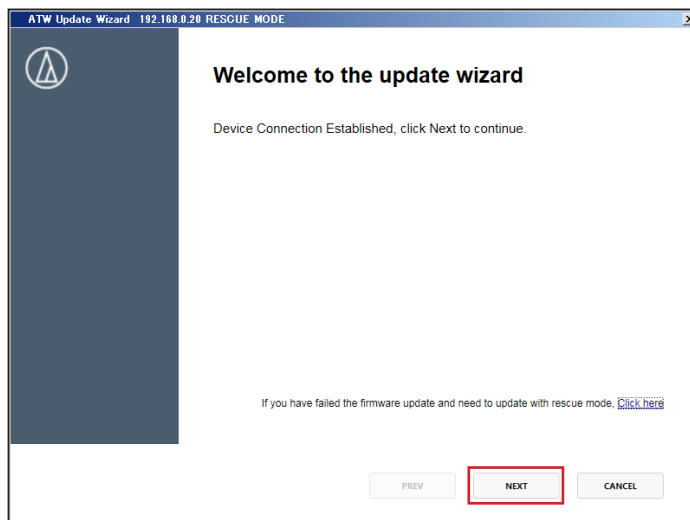 ATW Update Wizard 192.168.0.20 RESCUE MODE
Welcome to the update wizard
Device Connection Established, click Next to continue.
If you have failed the firmware update and need to update with rescue mode, Click here
PREV NEXT CANCEL